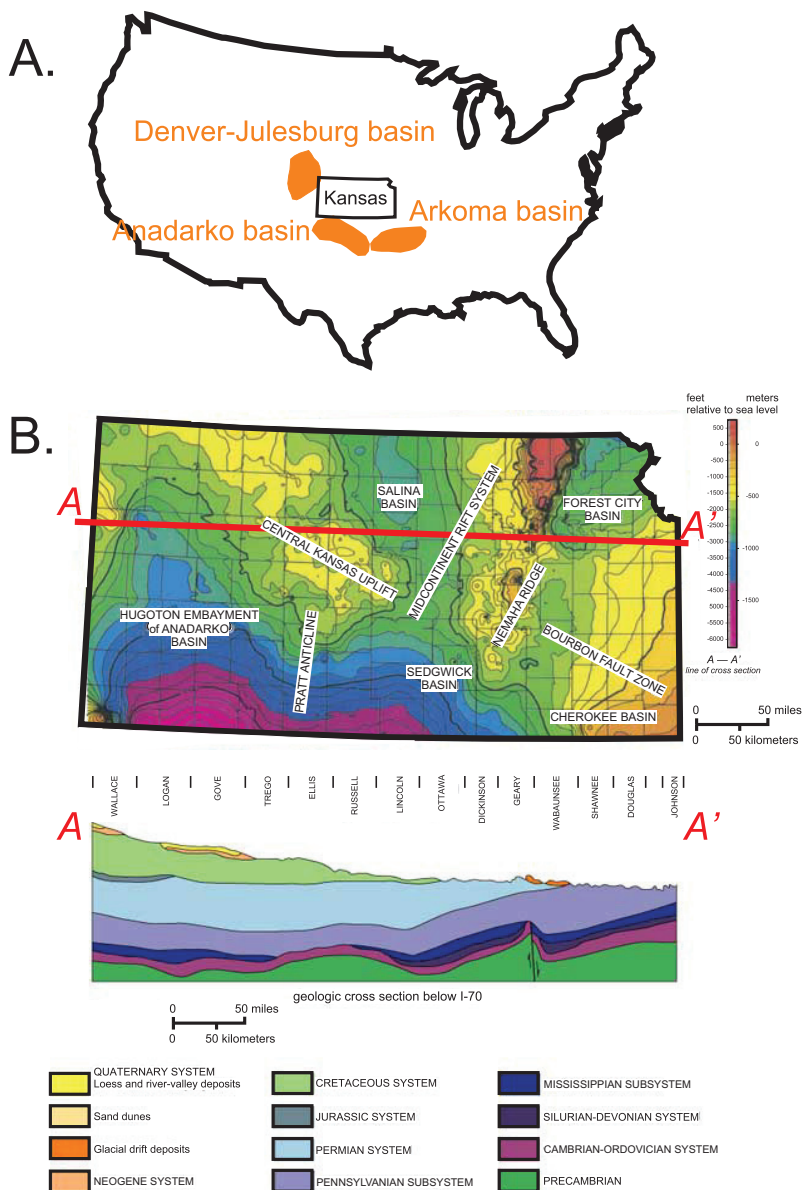 A.
Denver-Julesburg basin
Kansas
Arkoma basin
Anadarko basin
B.
feet meters
relative to sea level
500
0 0
-500
-1000
-1500 -500
-2000
-2500
-3000
-3500 -1000
-4000
-4500
-5000 -1500
-5500
-6000
A — A'
line of cross section
0 50 miles
0 50 kilometers
A
A'
SALINA
BASIN
FOREST CITY
BASIN
CENTRAL KANSAS UPLIFT
MIDCONTINENT RIFT SYSTEM
HUGOTON EMBAYMENT
of ANADARKO
BASIN
PRATT ANTICLINE
NEMAHA RIDGE
SEDGWICK
BASIN
BOURBON FAULT ZONE
CHEROKEE BASIN
WALLACE
LOGAN
GOVE
TREGO
ELLIS
RUSSELL
LINCOLN
OTTAWA
DICKINSON
GEARY
WABAUNSEE
SHAWNEE
DOUGLAS
JOHNSON
A
A'
geologic cross section below I-70
0 50 miles
0 50 kilometers
QUATERNARY SYSTEM
Loess and river-valley deposits
Sand dunes
Glacial drift deposits
NEOGENE SYSTEM
CRETACEOUS SYSTEM
JURASSIC SYSTEM
PERMIAN SYSTEM
PENNSYLVANIAN SUBSYSTEM
MISSISSIPPIAN SUBSYSTEM
SILURIAN-DEVONIAN SYSTEM
CAMBRIAN-ORDOVICIAN SYSTEM
PRECAMBRIAN